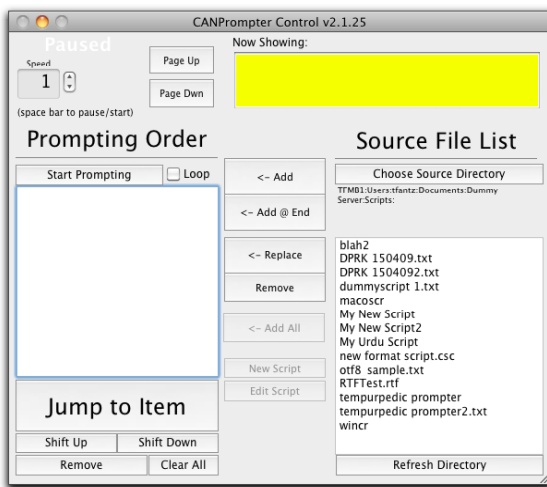 CANPrompter Control v2.1.25
Paused
Speed
1
(space bar to pause/start)
Page Up
Page Dwn
Now Showing:
Prompting Order
Start Prompting
Loop
Jump to Item
Shift Up
Shift Down
Remove
Clear All
<- Add
<- Add @ End
<- Replace
Remove
<- Add All
New Script
Edit Script
Source File List
Choose Source Directory
TFMB1:Users:tfantz:Documents:Dummy
Server:Scripts:
blah2
DPRK 150409.txt
DPRK 1504092.txt
dummyscript 1.txt
macoscr
My New Script
My New Script2
My Urdu Script
new format script.csc
otf8 sample.txt
RTFTest.rtf
tempurpedic prompter
tempurpedic prompter2.txt
wincr
Refresh Directory